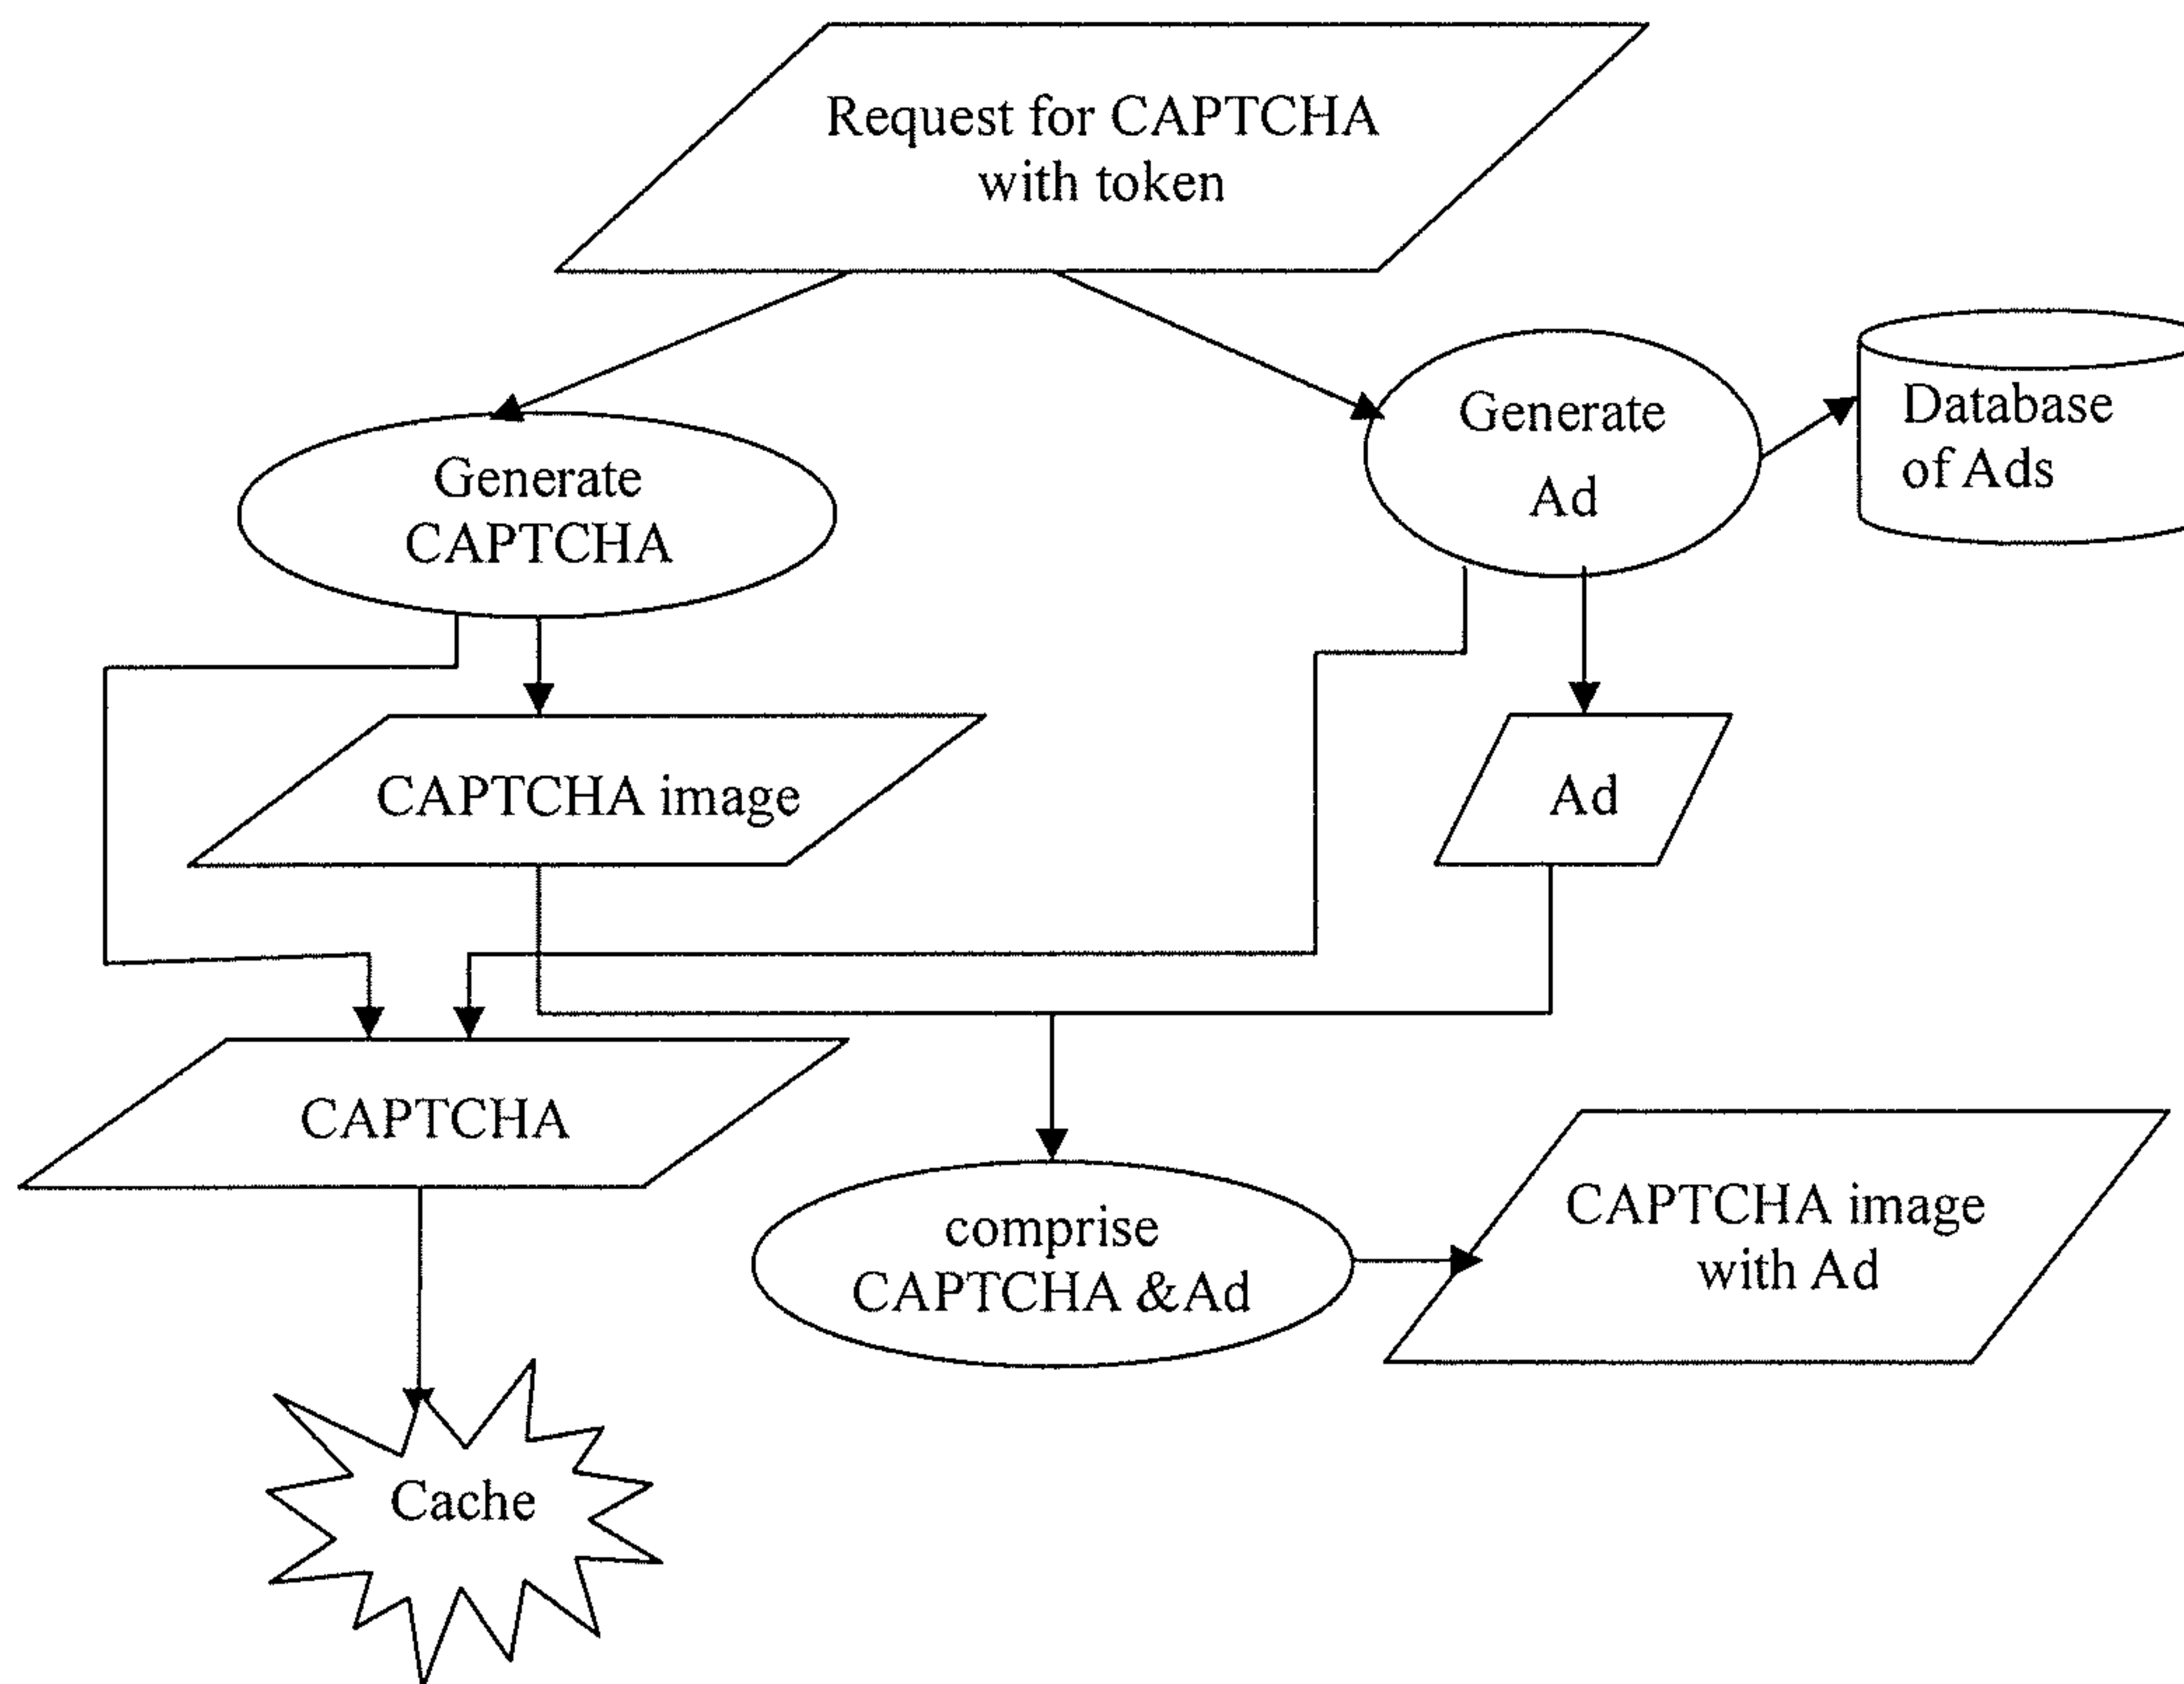 Request for CAPTCHA
with token
Generate
CAPTCHA
Generate
Ad
Database
of Ads
CAPTCHA image
Ad
CAPTCHA
comprise
CAPTCHA &Ad
CAPTCHA image
with Ad
Cache